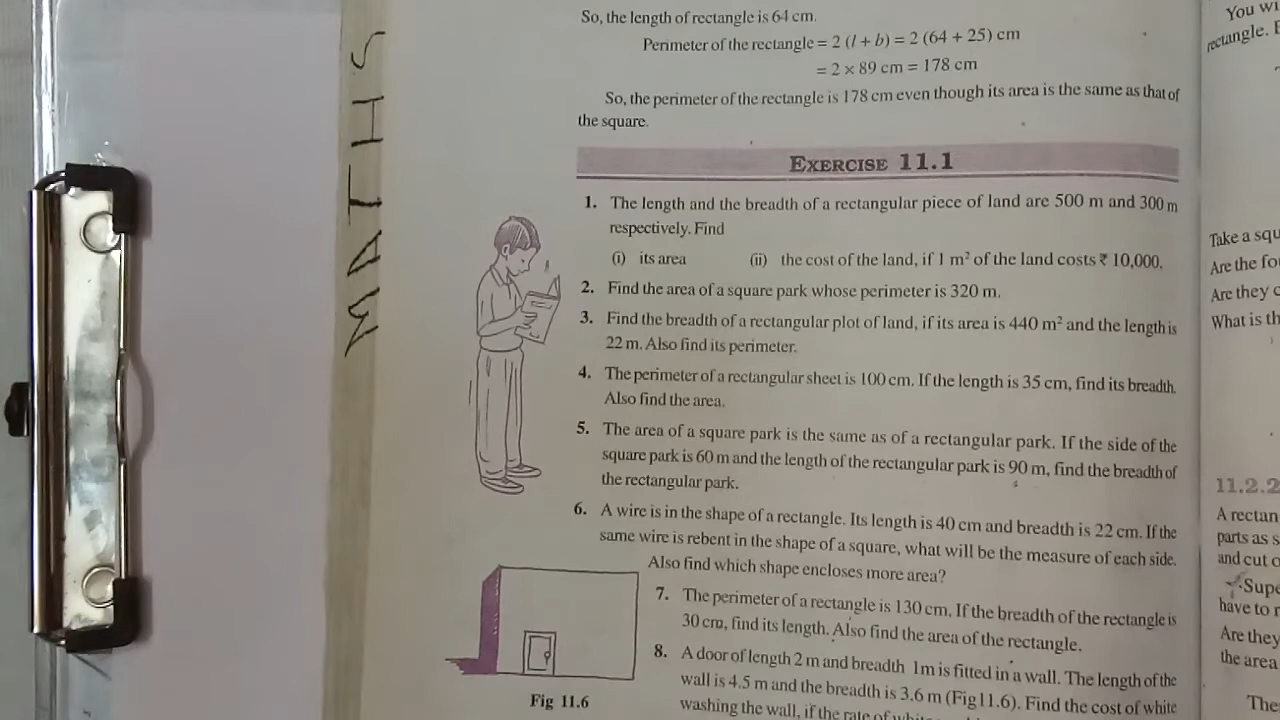 So, the length of rectangle is 64 cm.
Perimeter of the rectangle = 2 (l + b) = 2 (64 + 25) cm
= 2 × 89 cm = 178 cm
So, the perimeter of the rectangle is 178 cm even though its area is the same as that of
the square.
MATHS
EXERCISE 11.1
1. The length and the breadth of a rectangular piece of land are 500 m and 300 m
respectively. Find
(i) its area (ii) the cost of the land, if 1 m² of the land costs ₹ 10,000.
2. Find the area of a square park whose perimeter is 320 m.
3. Find the breadth of a rectangular plot of land, if its area is 440 m² and the length is
22 m. Also find its perimeter.
4. The perimeter of a rectangular sheet is 100 cm. If the length is 35 cm, find its breadth.
Also find the area.
5. The area of a square park is the same as of a rectangular park. If the side of the
square park is 60 m and the length of the rectangular park is 90 m, find the breadth of
the rectangular park.
6. A wire is in the shape of a rectangle. Its length is 40 cm and breadth is 22 cm. If the
same wire is rebent in the shape of a square, what will be the measure of each side.
Also find which shape encloses more area?
7. The perimeter of a rectangle is 130 cm. If the breadth of the rectangle is
30 cm, find its length. Also find the area of the rectangle.
8. A door of length 2 m and breadth 1m is fitted in a wall. The length of the
wall is 4.5 m and the breadth is 3.6 m (Fig11.6). Find the cost of white
washing the wall, if the rate of
Fig 11.6
You
rectangle.
Take a
Are the
Are they
What is
11.2.2
A
parts as
and cut
have to
Are they
the area
The